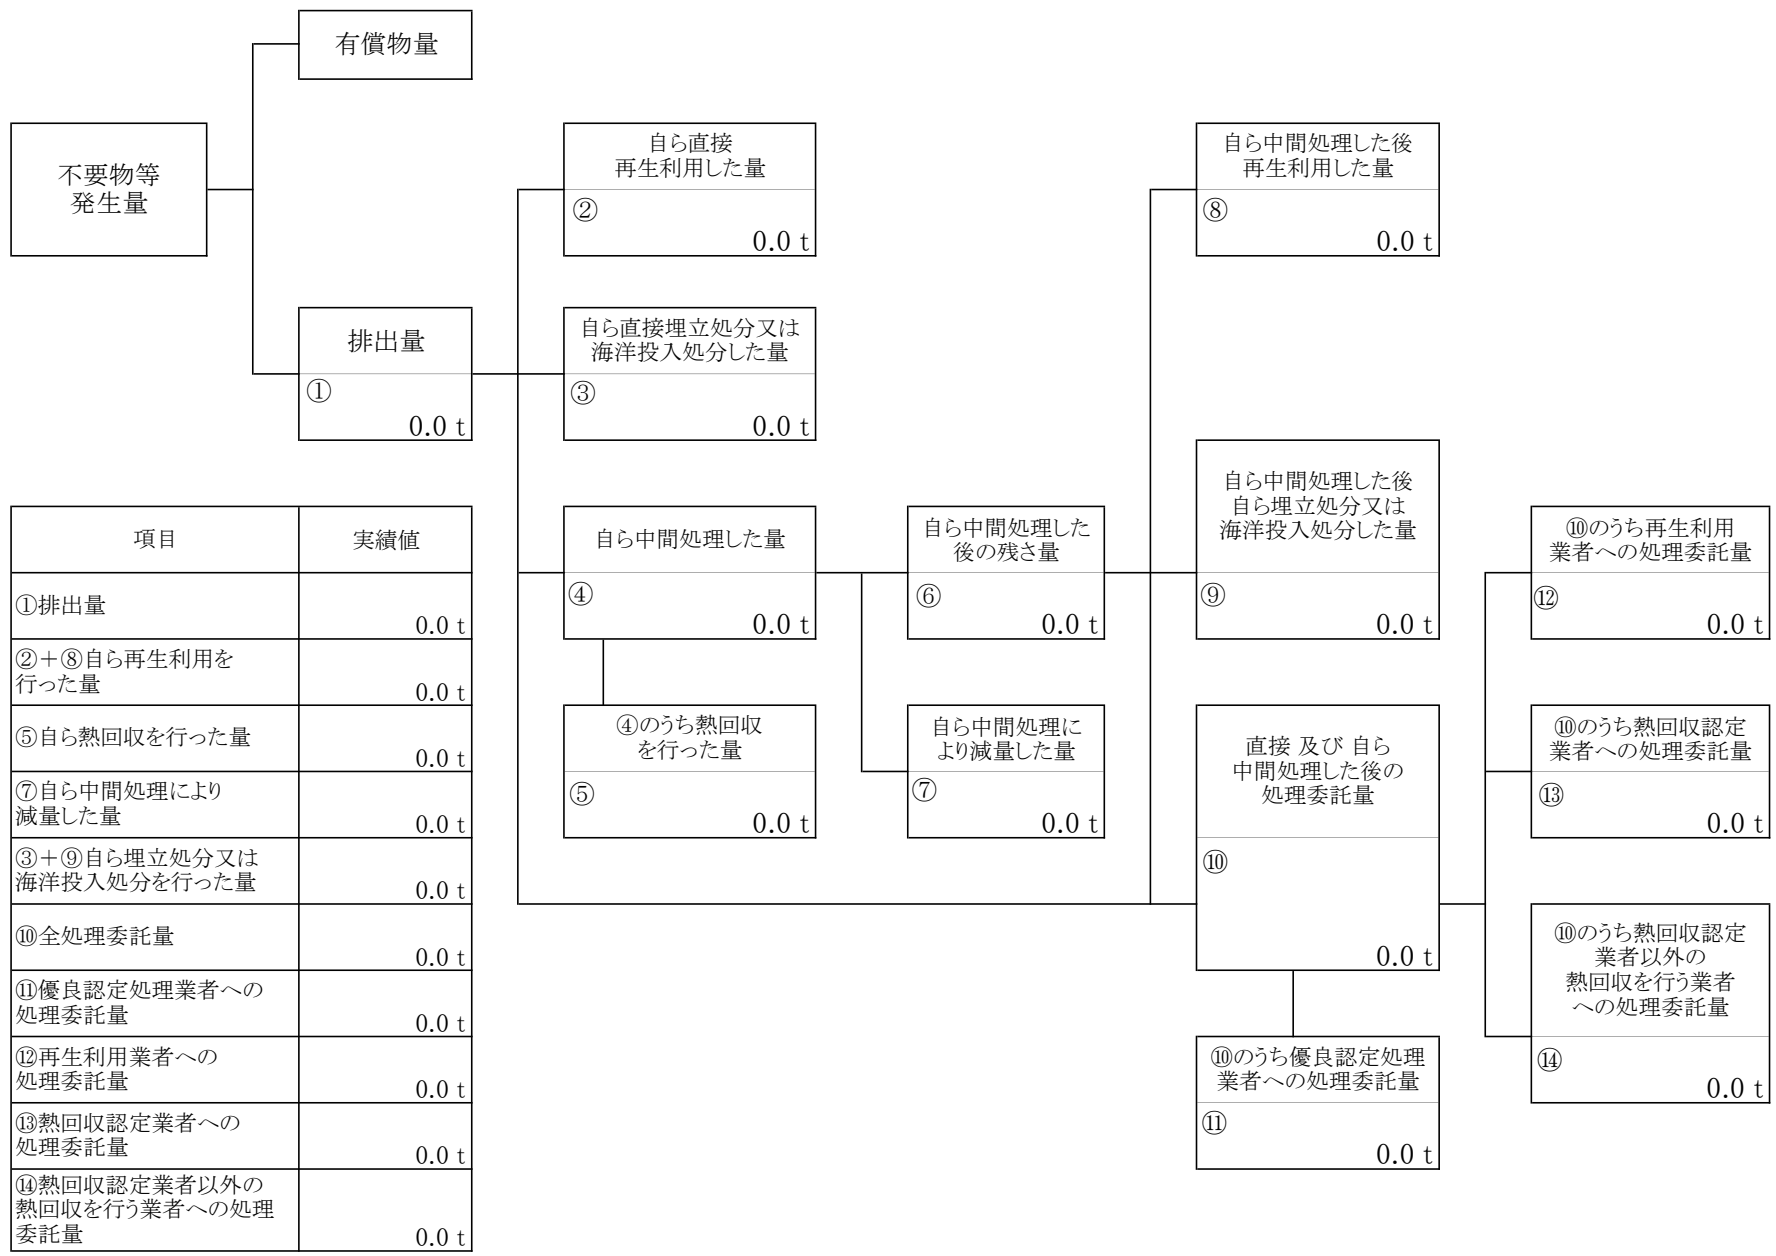 有償物量
不要物等
発生量
自ら直接
再生利用した量
②
0.0 t
自ら中間処理した後
再生利用した量
⑧
0.0 t
排出量
①
0.0 t
自ら直接埋立処分又は
海洋投入処分した量
③
0.0 t
自ら中間処理した量
④
0.0 t
自ら中間処理した
後の残さ量
⑥
0.0 t
自ら中間処理した後
自ら埋立処分又は
海洋投入処分した量
⑨
0.0 t
⑩のうち再生利用
業者への処理委託量
⑫
0.0 t
④のうち熱回収
を行った量
⑤
0.0 t
自ら中間処理に
より減量した量
⑦
0.0 t
直接 及び 自ら
中間処理した後の
処理委託量
⑩
0.0 t
⑩のうち熱回収認定
業者への処理委託量
⑬
0.0 t
⑩のうち熱回収認定
業者以外の
熱回収を行う業者
への処理委託量
⑭
0.0 t
⑩のうち優良認定処理
業者への処理委託量
⑪
0.0 t
項目 実績値
①排出量
0.0 t
②＋⑧自ら再生利用を
行った量
0.0 t
⑤自ら熱回収を行った量
0.0 t
⑦自ら中間処理により
減量した量
0.0 t
③＋⑨自ら埋立処分又は
海洋投入処分を行った量
0.0 t
⑩全処理委託量
0.0 t
⑪優良認定処理業者への
処理委託量
0.0 t
⑫再生利用業者への
処理委託量
0.0 t
⑬熱回収認定業者への
処理委託量
0.0 t
⑭熱回収認定業者以外の
熱回収を行う業者への処理
委託量
0.0 t